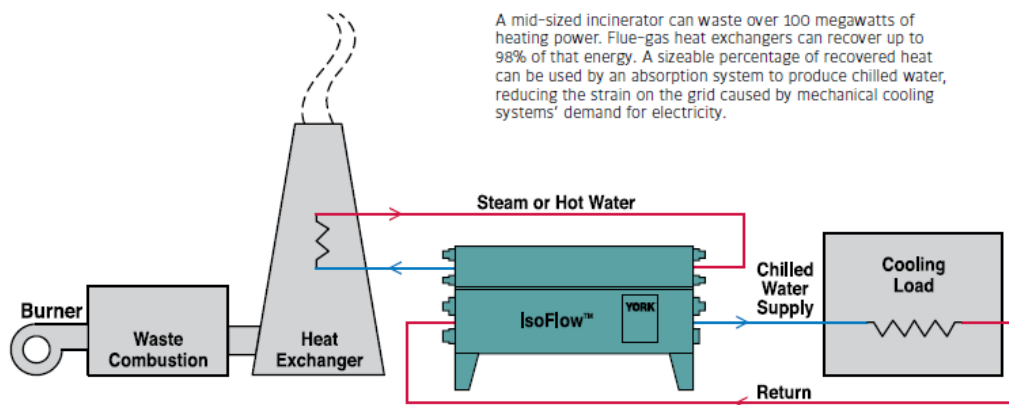 A mid-sized incinerator can waste over 100 megawatts of
heating power. Flue-gas heat exchangers can recover up to
98% of that energy. A sizeable percentage of recovered heat
can be used by an absorption system to produce chilled water,
reducing the strain on the grid caused by mechanical cooling
systems' demand for electricity.
Steam or Hot Water
Burner
Waste
Combustion
Heat
Exchanger
IsoFlow™
YORK
Chilled
Water
Supply
Cooling
Load
Return